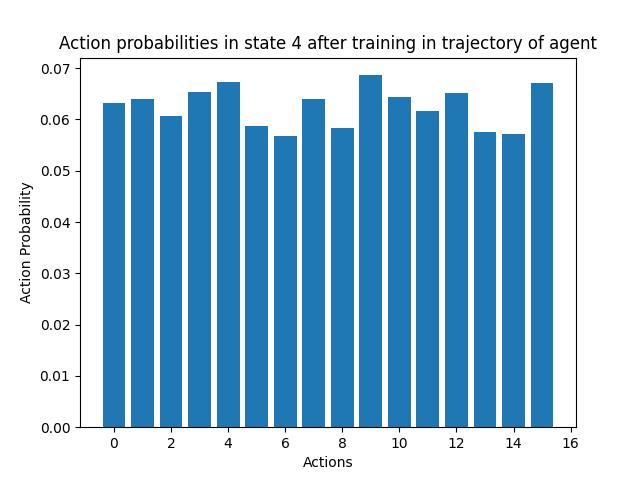 Action probabilities in state 4 after training in trajectory of agent
0.07
0.06
0.05
0.04
0.03
0.02
0.01
0.00
Action Probability
0 2 4 6 8 10 12 14 16
Actions